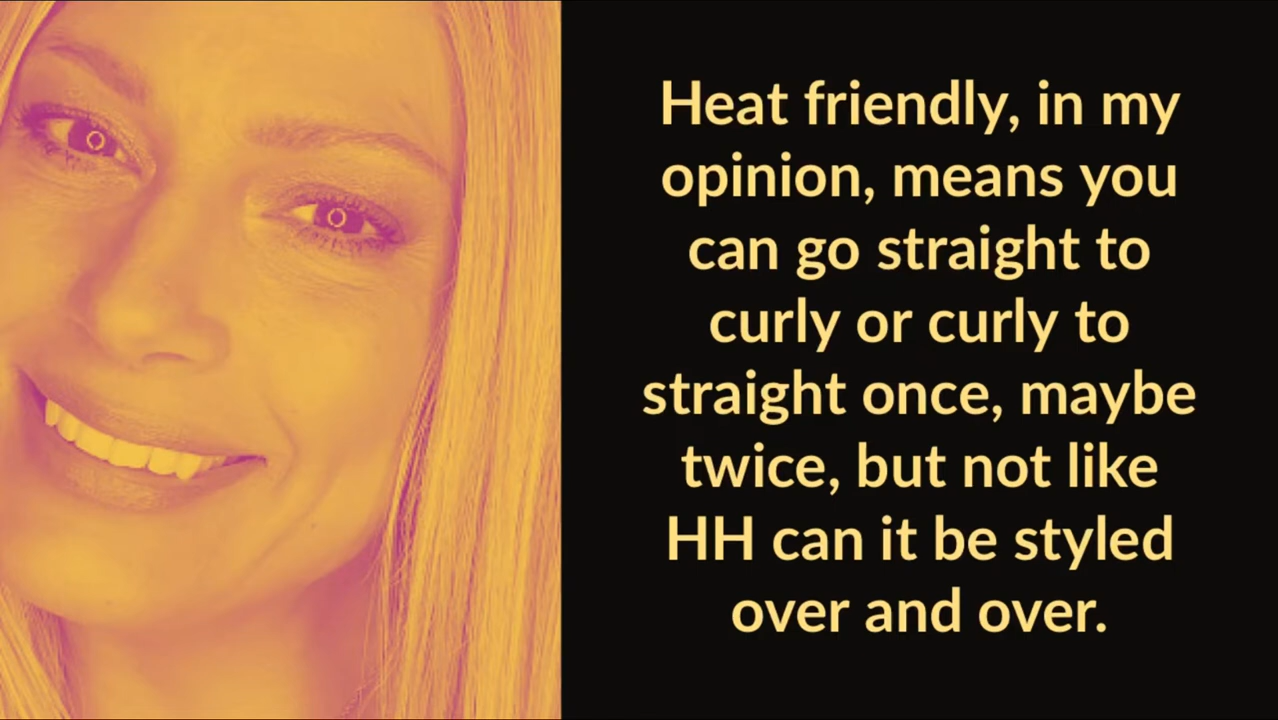 Heat friendly, in my
opinion, means you
can go straight to
curly or curly to
straight once, maybe
twice, but not like
HH can it be styled
over and over.